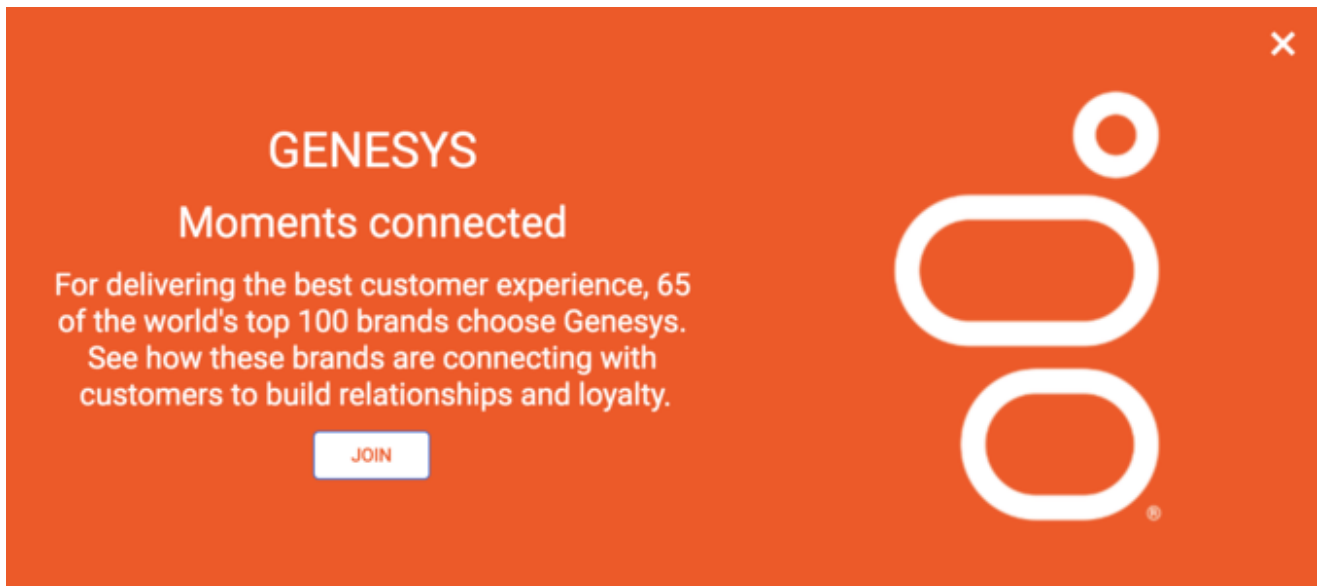 GENESYS
Moments connected
For delivering the best customer experience, 65
of the world's top 100 brands choose Genesys.
See how these brands are connecting with
customers to build relationships and loyalty.
JOIN
®